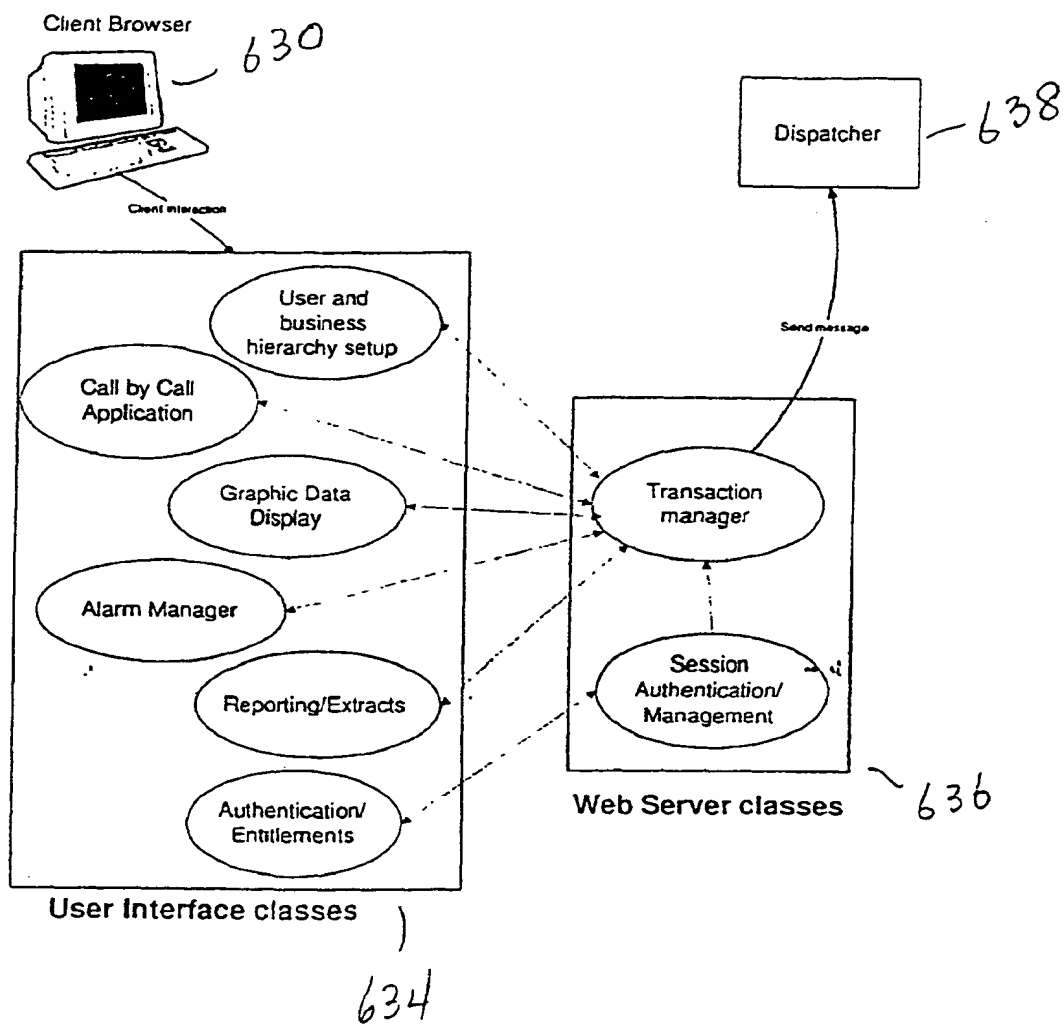 Client Browser
630
Dispatcher
638
Client interaction
User and
business
hierarchy setup
Send message
Call by Call
Application
Graphic Data
Display
Transaction
manager
Alarm Manager
Session
Authentication/
Management
Reporting/Extracts
Authentication/
Entitlements
Web Server classes
636
User Interface classes
634